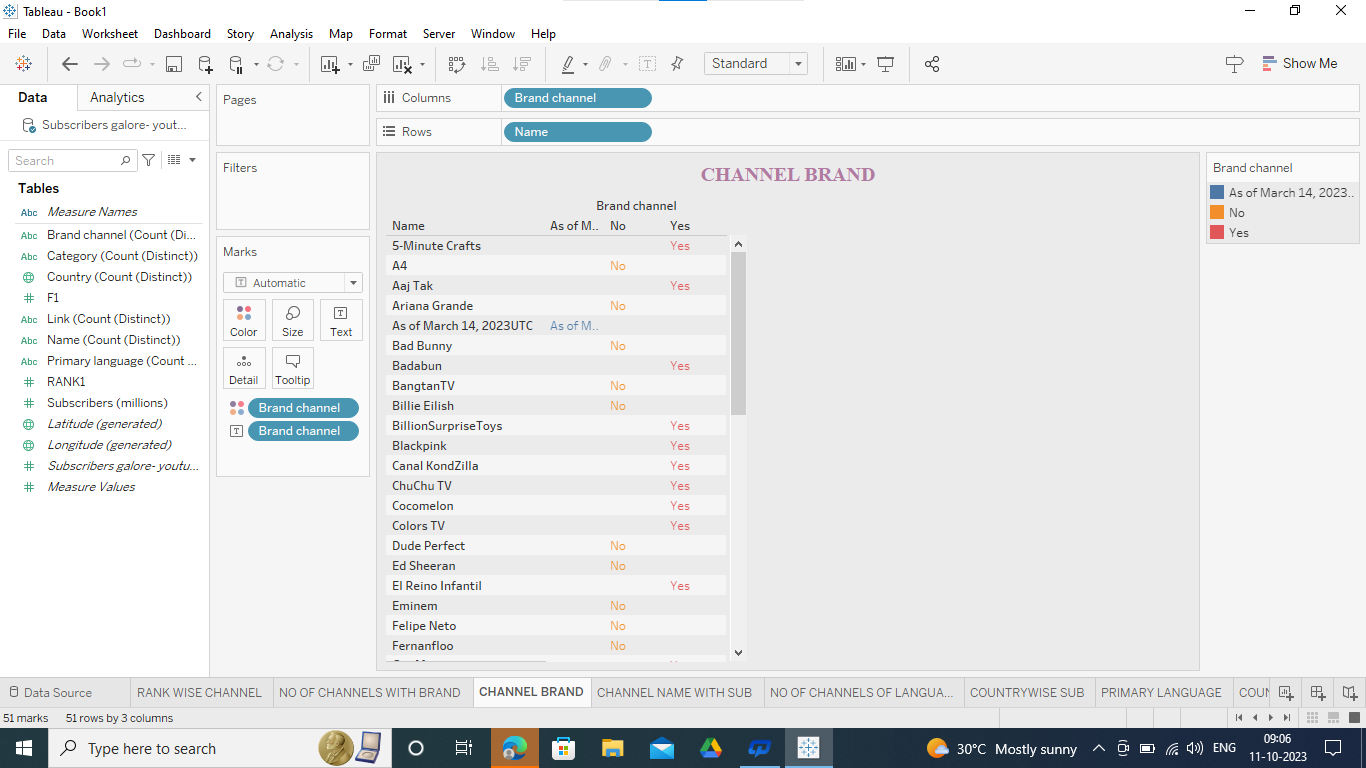 Tableau - Book1
File Data Worksheet Dashboard Story Analysis Map Format Server Window Help
Standard
Show Me
Data Analytics
Subscribers galore- yout...
Search
Tables
Abc Measure Names
Abc Brand channel (Count (Di...
Abc Category (Count (Distinct))
Country (Count (Distinct))
# F1
Abc Link (Count (Distinct))
Abc Name (Count (Distinct))
Abc Primary language (Count ...
# RANK1
# Subscribers (millions)
Latitude (generated)
Longitude (generated)
# Subscribers galore- youtu...
# Measure Values
Pages
Filters
Marks
T Automatic
Color Size Text
Detail Tooltip
Brand channel
T Brand channel
Columns Brand channel
Rows Name
CHANNEL BRAND
Brand channel
Name As of M.. No Yes
5-Minute Crafts Yes
A4 No
Aaj Tak Yes
Ariana Grande No
As of March 14, 2023UTC As of M..
Bad Bunny No
Badabun Yes
BangtanTV No
Billie Eilish No
BillionSurpriseToys Yes
Blackpink Yes
Canal KondZilla Yes
ChuChu TV Yes
Cocomelon Yes
Colors TV Yes
Dude Perfect No
Ed Sheeran No
El Reino Infantil Yes
Eminem No
Felipe Neto No
Fernanfloo No
Brand channel
As of March 14, 2023..
No
Yes
Data Source RANK WISE CHANNEL NO OF CHANNELS WITH BRAND CHANNEL BRAND CHANNEL NAME WITH SUB NO OF CHANNELS OF LANGUA... COUNTRYWISE SUB PRIMARY LANGUAGE COUN
51 marks 51 rows by 3 columns
Type here to search
30°C Mostly sunny
ENG
09:06
11-10-2023